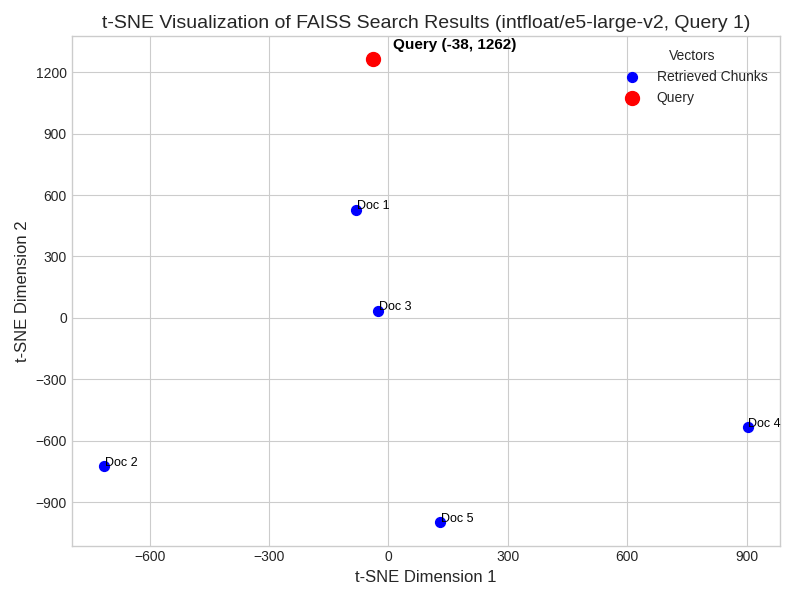 t-SNE Visualization of FAISS Search Results (intfloat/e5-large-v2, Query 1)
Query (-38, 1262)
Vectors
Retrieved Chunks
Query
1200
900
600
300
0
−300
−600
−900
t-SNE Dimension 2
Doc 1
Doc 3
Doc 4
Doc 2
Doc 5
−600
−300
0
300
600
900
t-SNE Dimension 1